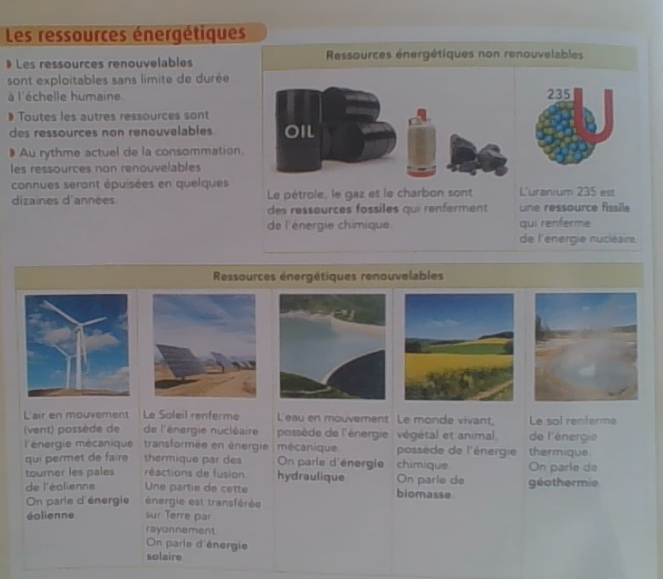 Les ressources énergétiques
Les ressources renouvelables
sont exploitables sans limite de durée
à l'échelle humaine.
Toutes les autres ressources sont
des ressources non renouvelables.
Au rythme actuel de la consommation,
les ressources non renouvelables
connues seront épuisées en quelques
dizaines d'années.
Ressources énergétiques non renouvelables
OIL
Le pétrole, le gaz et le charbon sont
des ressources fossiles qui renferment
de l'énergie chimique.
235 U
L'uranium 235 est
une ressource fissile
qui renferme
de l'énergie nucléaire.
Ressources énergétiques renouvelables
L'air en mouvement
(vent) possède de
l'énergie mécanique
qui permet de faire
tourner les pales
de l'éolienne.
On parle d'énergie
éolienne.
Le Soleil renferme
de l'énergie nucléaire
transformée en énergie
thermique par des
réactions de fusion.
Une partie de cette
énergie est transférée
sur Terre par
rayonnement.
On parle d'énergie
solaire.
L'eau en mouvement
possède de l'énergie
mécanique.
On parle d'énergie
hydraulique.
Le monde vivant,
végétal et animal,
possède de l'énergie
chimique.
On parle de
biomasse.
Le sol renferme
de l'énergie
thermique.
On parle de
géothermie.